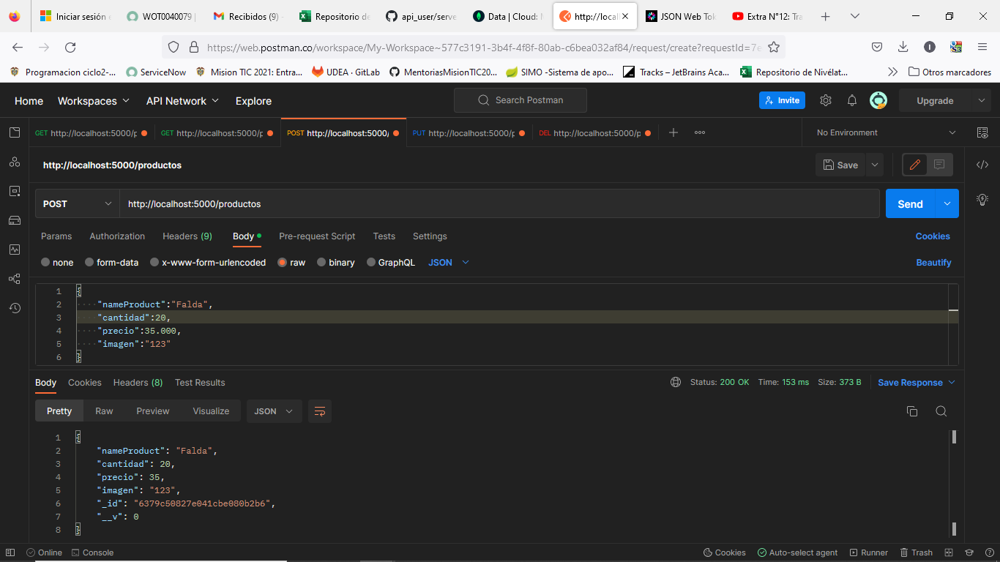 Iniciar sesión e
WOT0040079 |
Recibidos (9) -
Repositorio de
api_user/serve
Data | Cloud: M
http://locall
JSON Web Tok
Extra N°12: Tra
https://web.postman.co/workspace/My-Workspace~577c3191-3b4f-4f8f-80ab-c6bea032af84/request/create?requestId=7e
Programacion ciclo2-...
ServiceNow
Mision TIC 2021: Entra...
UDEA · GitLab
MentoriasMisionTIC20...
SIMO -Sistema de apo...
Tracks – JetBrains Aca...
Repositorio de Nivélat...
Otros marcadores
Home
Workspaces
API Network
Explore
Search Postman
Invite
Upgrade
GET http://localhost:5000/p
GET http://localhost:5000/p
POST http://localhost:5000/
PUT http://localhost:5000/p
DEL http://localhost:5000/p
No Environment
http://localhost:5000/productos
Save
POST
http://localhost:5000/productos
Send
Params
Authorization
Headers (9)
Body
Pre-request Script
Tests
Settings
Cookies
none
form-data
x-www-form-urlencoded
raw
binary
GraphQL
JSON
Beautify
1 {
2 ····"nameProduct":"Falda",
3 "cantidad":20,
4 ····"precio":35.000,
5 ····"imagen":"123"
6 }
Body
Cookies
Headers (8)
Test Results
Status: 200 OK
Time: 153 ms
Size: 373 B
Save Response
Pretty
Raw
Preview
Visualize
JSON
1 {
2 "nameProduct": "Falda",
3 "cantidad": 20,
4 "precio": 35,
5 "imagen": "123",
6 "_id": "6379c50827e041cbe080b2b6",
7 "__v": 0
8 }
Online
Console
Cookies
Auto-select agent
Runner
Trash